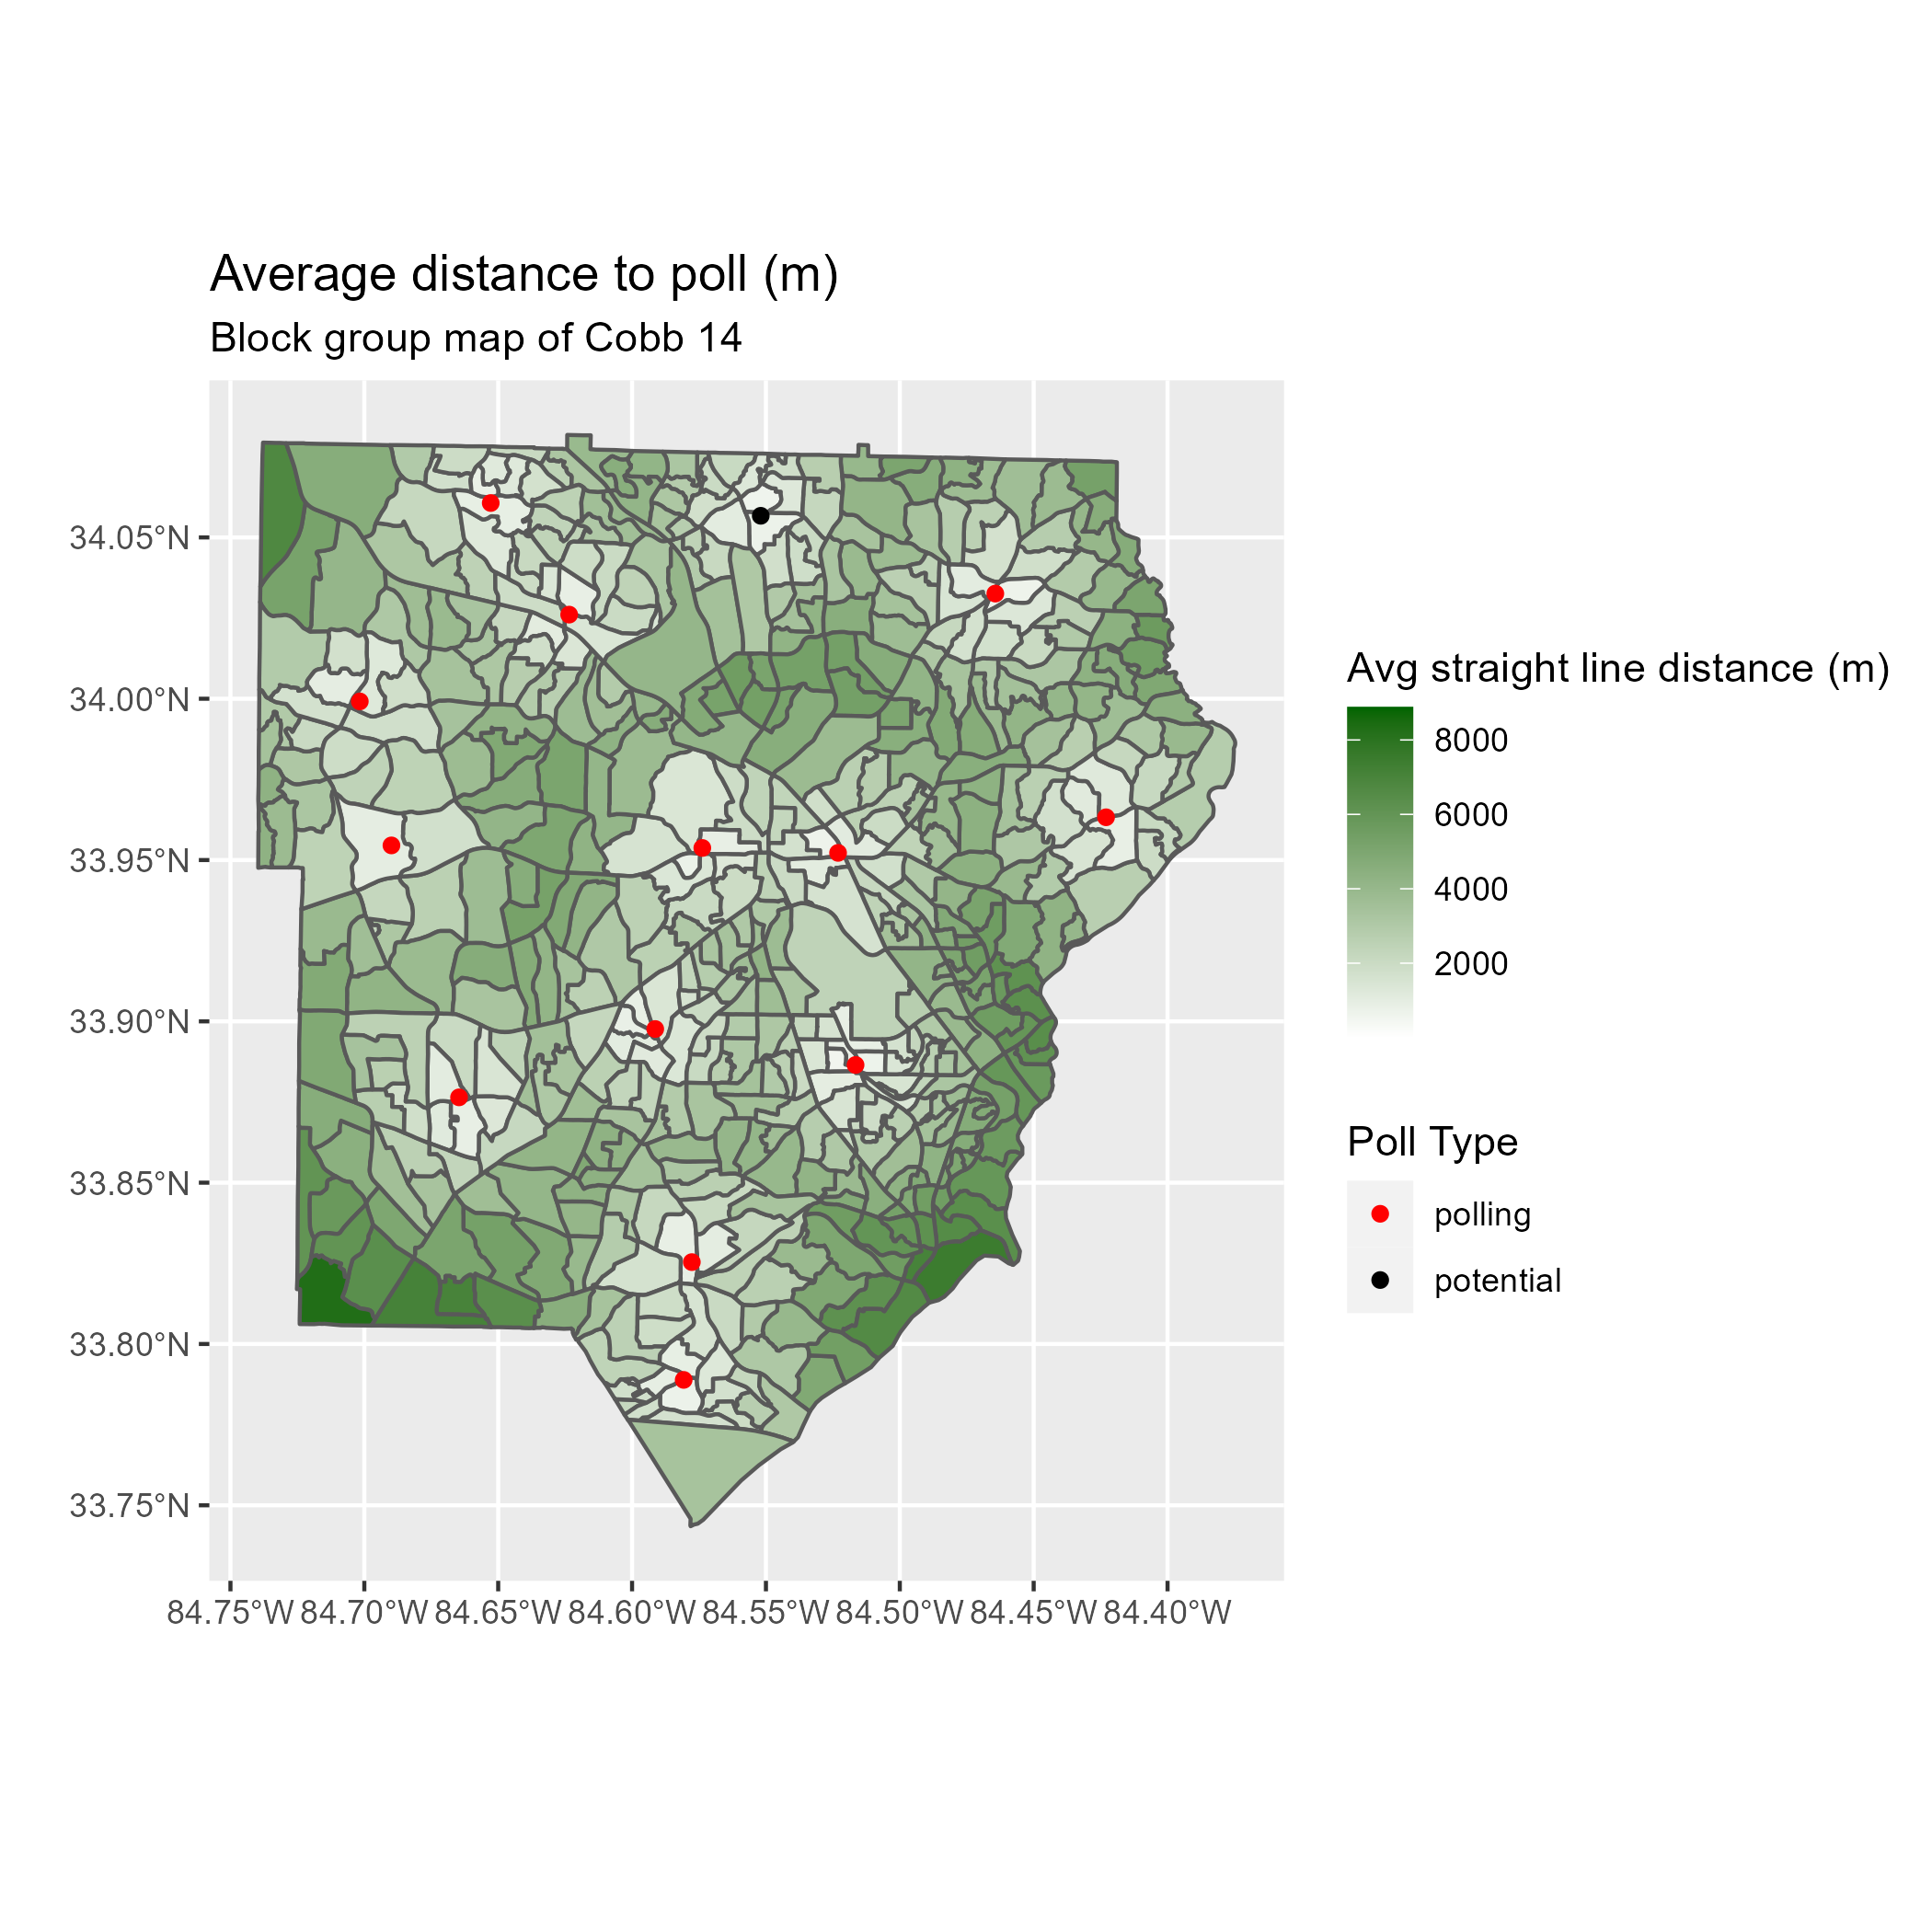 Average distance to poll (m)
Block group map of Cobb 14
34.05°N
34.00°N
33.95°N
33.90°N
33.85°N
33.80°N
33.75°N
84.75°W 84.70°W 84.65°W 84.60°W 84.55°W 84.50°W 84.45°W 84.40°W
Avg straight line distance (m)
8000
6000
4000
2000
Poll Type
polling
potential